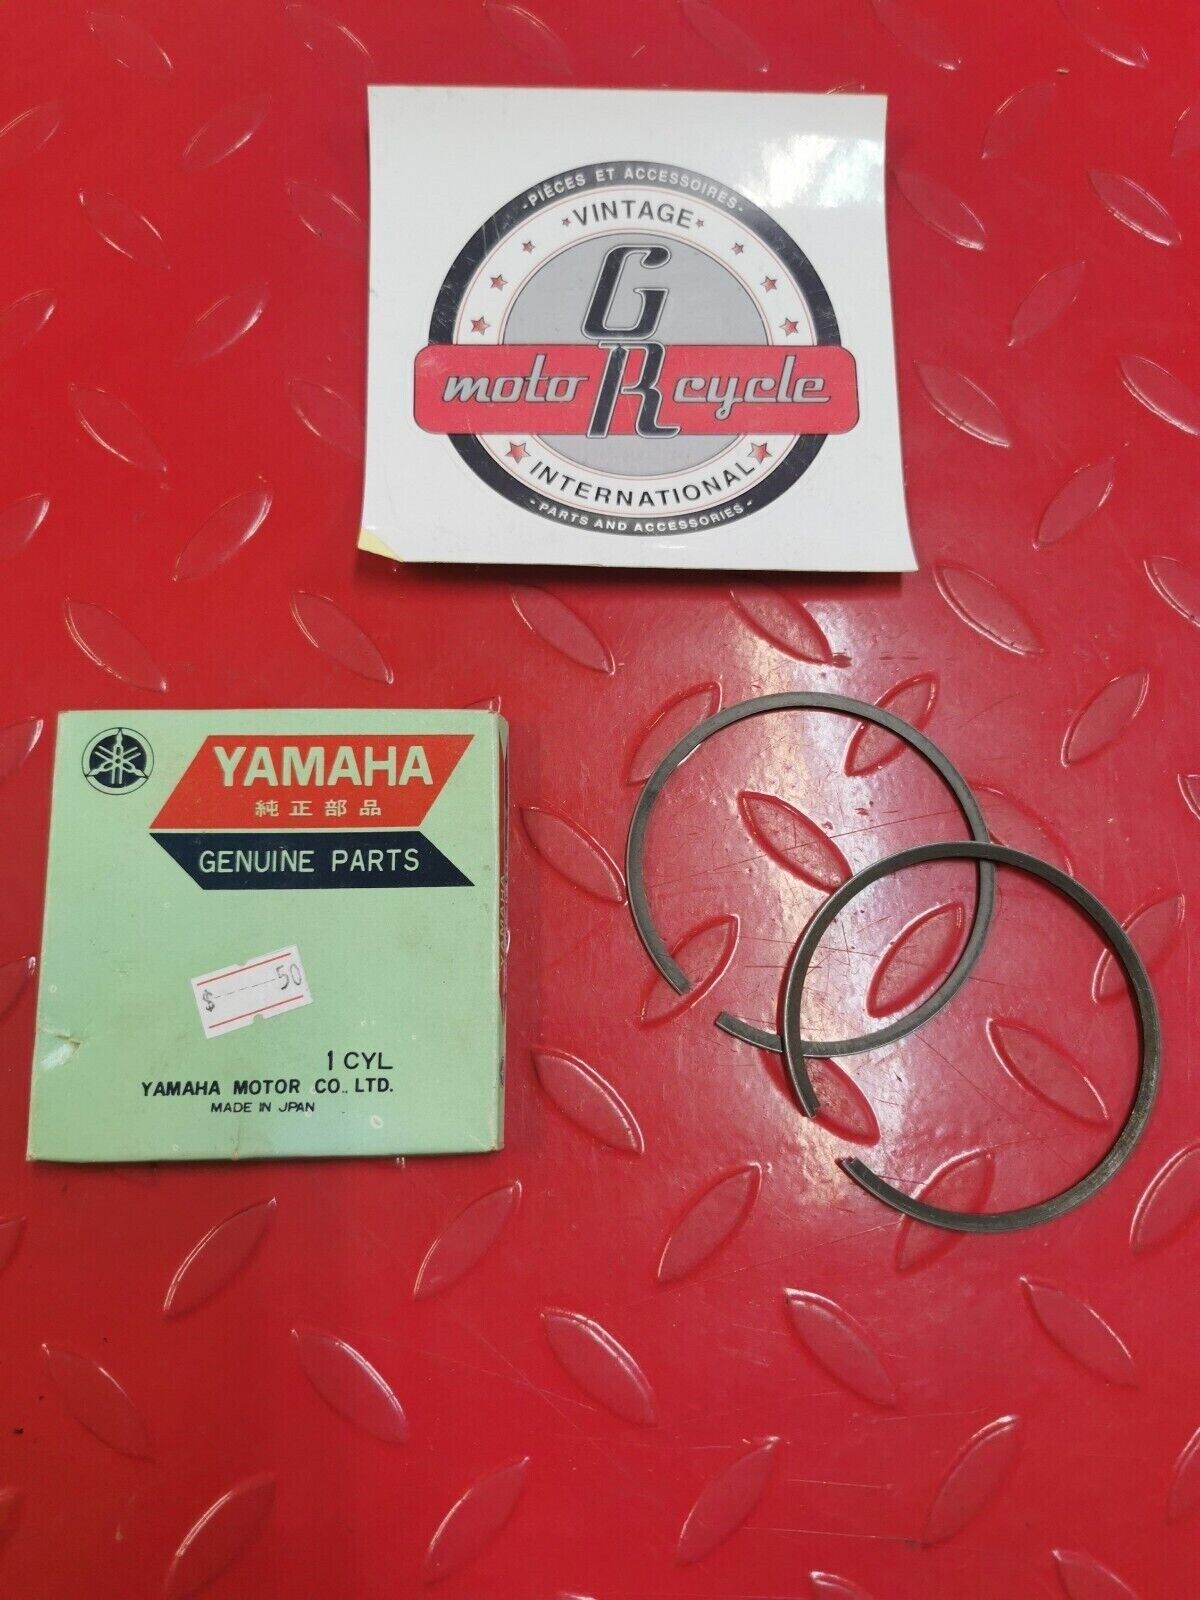 -PIÈCES ET ACCESSOIRES-
VINTAGE
G
moto R cycle
INTERNATIONAL
- PARTS AND ACCESSORIES -
YAMAHA
純正部品
GENUINE PARTS
$ 50
1 CYL
YAMAHA MOTOR CO., LTD.
MADE IN JAPAN
YAMAHA